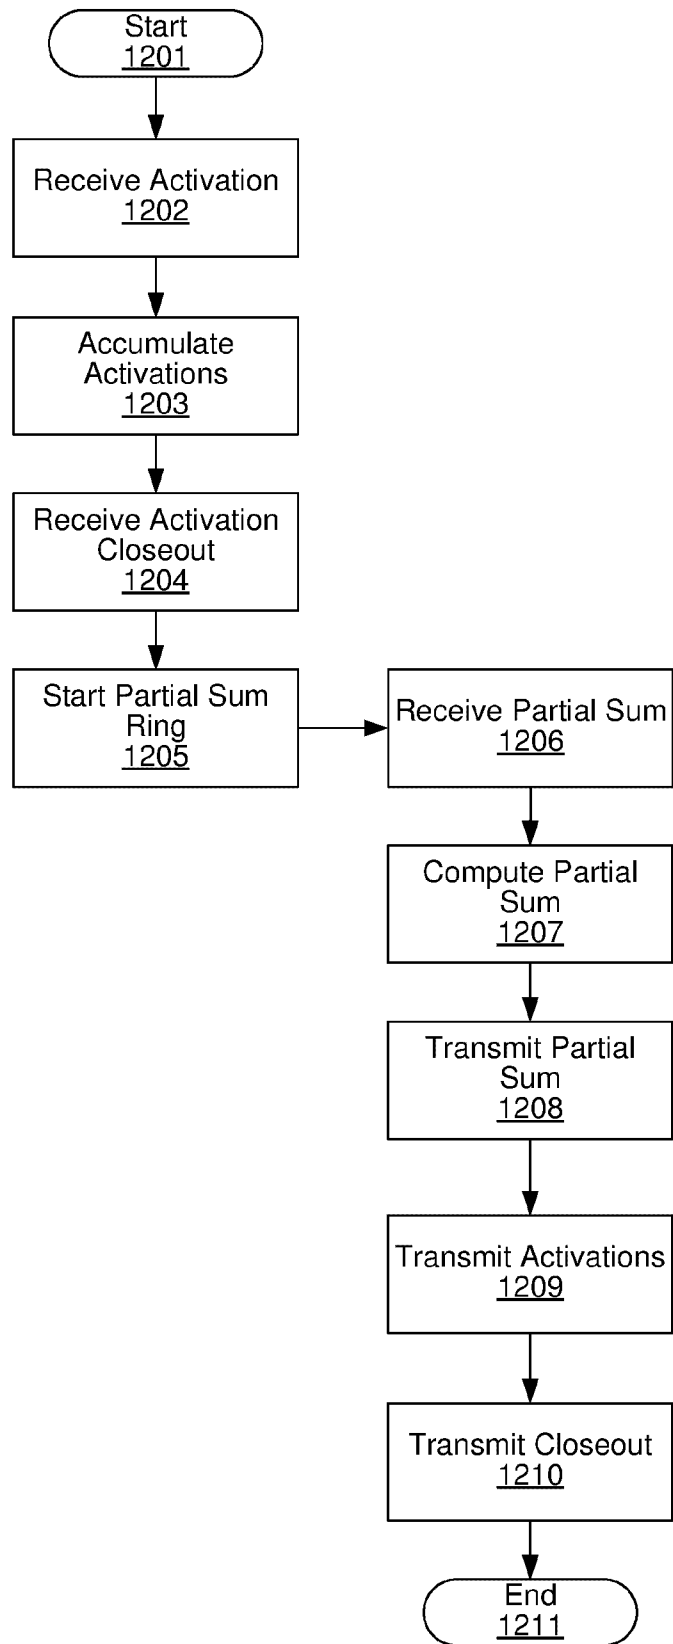 Start
1201
Receive Activation
1202
Accumulate
Activations
1203
Receive Activation
Closeout
1204
Start Partial Sum
Ring
1205
Receive Partial Sum
1206
Compute Partial
Sum
1207
Transmit Partial
Sum
1208
Transmit Activations
1209
Transmit Closeout
1210
End
1211